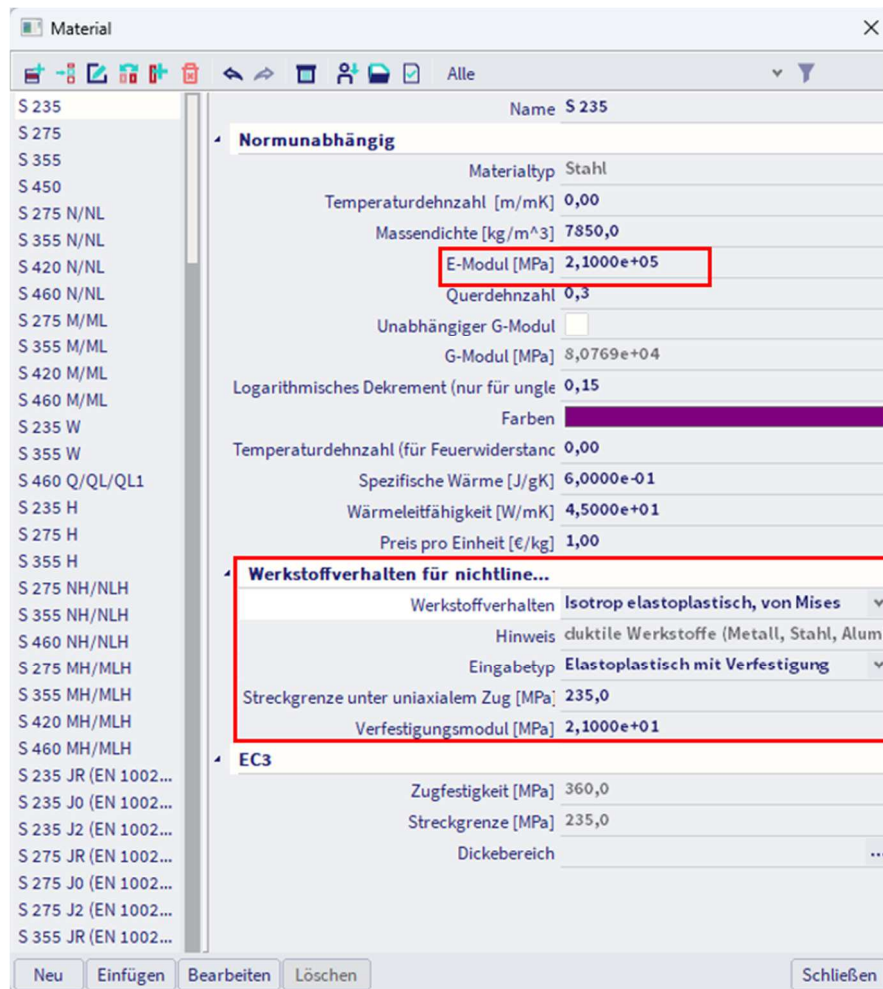 Material
Alle
S 235
S 275
S 355
S 450
S 275 N/NL
S 355 N/NL
S 420 N/NL
S 460 N/NL
S 275 M/ML
S 355 M/ML
S 420 M/ML
S 460 M/ML
S 235 W
S 355 W
S 460 Q/QL/QL1
S 235 H
S 275 H
S 355 H
S 275 NH/NLH
S 355 NH/NLH
S 460 NH/NLH
S 275 MH/MLH
S 355 MH/MLH
S 420 MH/MLH
S 460 MH/MLH
S 235 JR (EN 1002...
S 235 J0 (EN 1002...
S 235 J2 (EN 1002...
S 275 JR (EN 1002...
S 275 J0 (EN 1002...
S 275 J2 (EN 1002...
S 355 JR (EN 1002...
Name S 235
Normunabhängig
Materialtyp Stahl
Temperaturdehnzahl [m/mK] 0,00
Massendichte [kg/m^3] 7850,0
E-Modul [MPa] 2,1000e+05
Querdehnzahl 0,3
Unabhängiger G-Modul
G-Modul [MPa] 8,0769e+04
Logarithmisches Dekrement (nur für ungle 0,15
Farben
Temperaturdehnzahl (für Feuerwiderstanc 0,00
Spezifische Wärme [J/gK] 6,0000e-01
Wärmeleitfähigkeit [W/mK] 4,5000e+01
Preis pro Einheit [€/kg] 1,00
Werkstoffverhalten für nichtline...
Werkstoffverhalten Isotrop elastoplastisch, von Mises
Hinweis duktile Werkstoffe (Metall, Stahl, Alum
Eingabetyp Elastoplastisch mit Verfestigung
Streckgrenze unter uniaxialem Zug [MPa] 235,0
Verfestigungsmodul [MPa] 2,1000e+01
EC3
Zugfestigkeit [MPa] 360,0
Streckgrenze [MPa] 235,0
Dickebereich ...
Neu Einfügen Bearbeiten Löschen Schließen